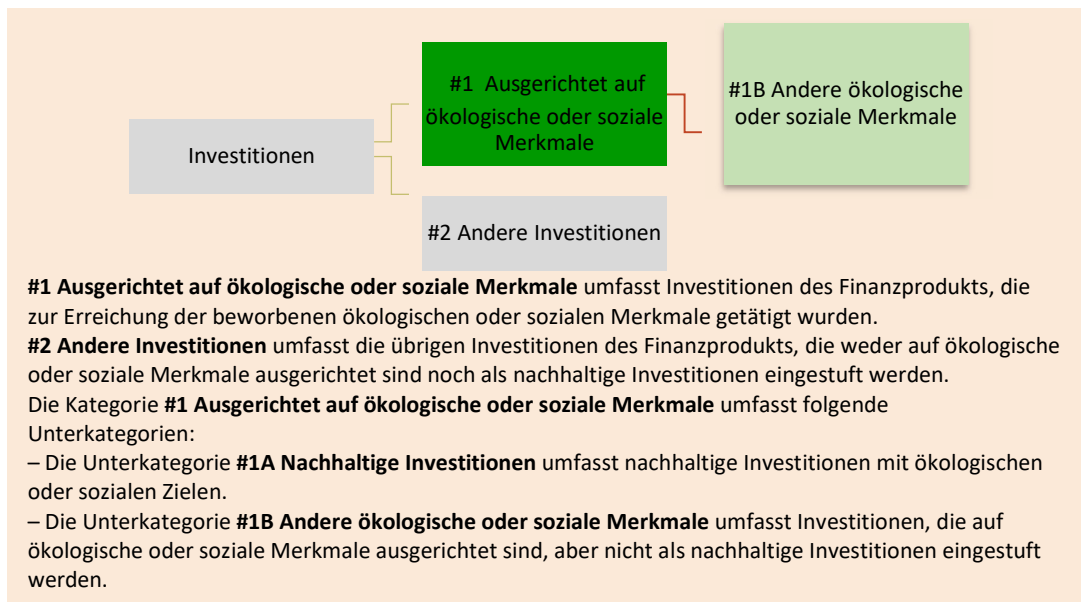 #1 Ausgerichtet auf
ökologische oder soziale
Merkmale
#1B Andere ökologische
oder soziale Merkmale
Investitionen
#2 Andere Investitionen
#1 Ausgerichtet auf ökologische oder soziale Merkmale umfasst Investitionen des Finanzprodukts, die
zur Erreichung der beworbenen ökologischen oder sozialen Merkmale getätigt wurden.
#2 Andere Investitionen umfasst die übrigen Investitionen des Finanzprodukts, die weder auf ökologische
oder soziale Merkmale ausgerichtet sind noch als nachhaltige Investitionen eingestuft werden.
Die Kategorie #1 Ausgerichtet auf ökologische oder soziale Merkmale umfasst folgende
Unterkategorien:
– Die Unterkategorie #1A Nachhaltige Investitionen umfasst nachhaltige Investitionen mit ökologischen
oder sozialen Zielen.
– Die Unterkategorie #1B Andere ökologische oder soziale Merkmale umfasst Investitionen, die auf
ökologische oder soziale Merkmale ausgerichtet sind, aber nicht als nachhaltige Investitionen eingestuft
werden.